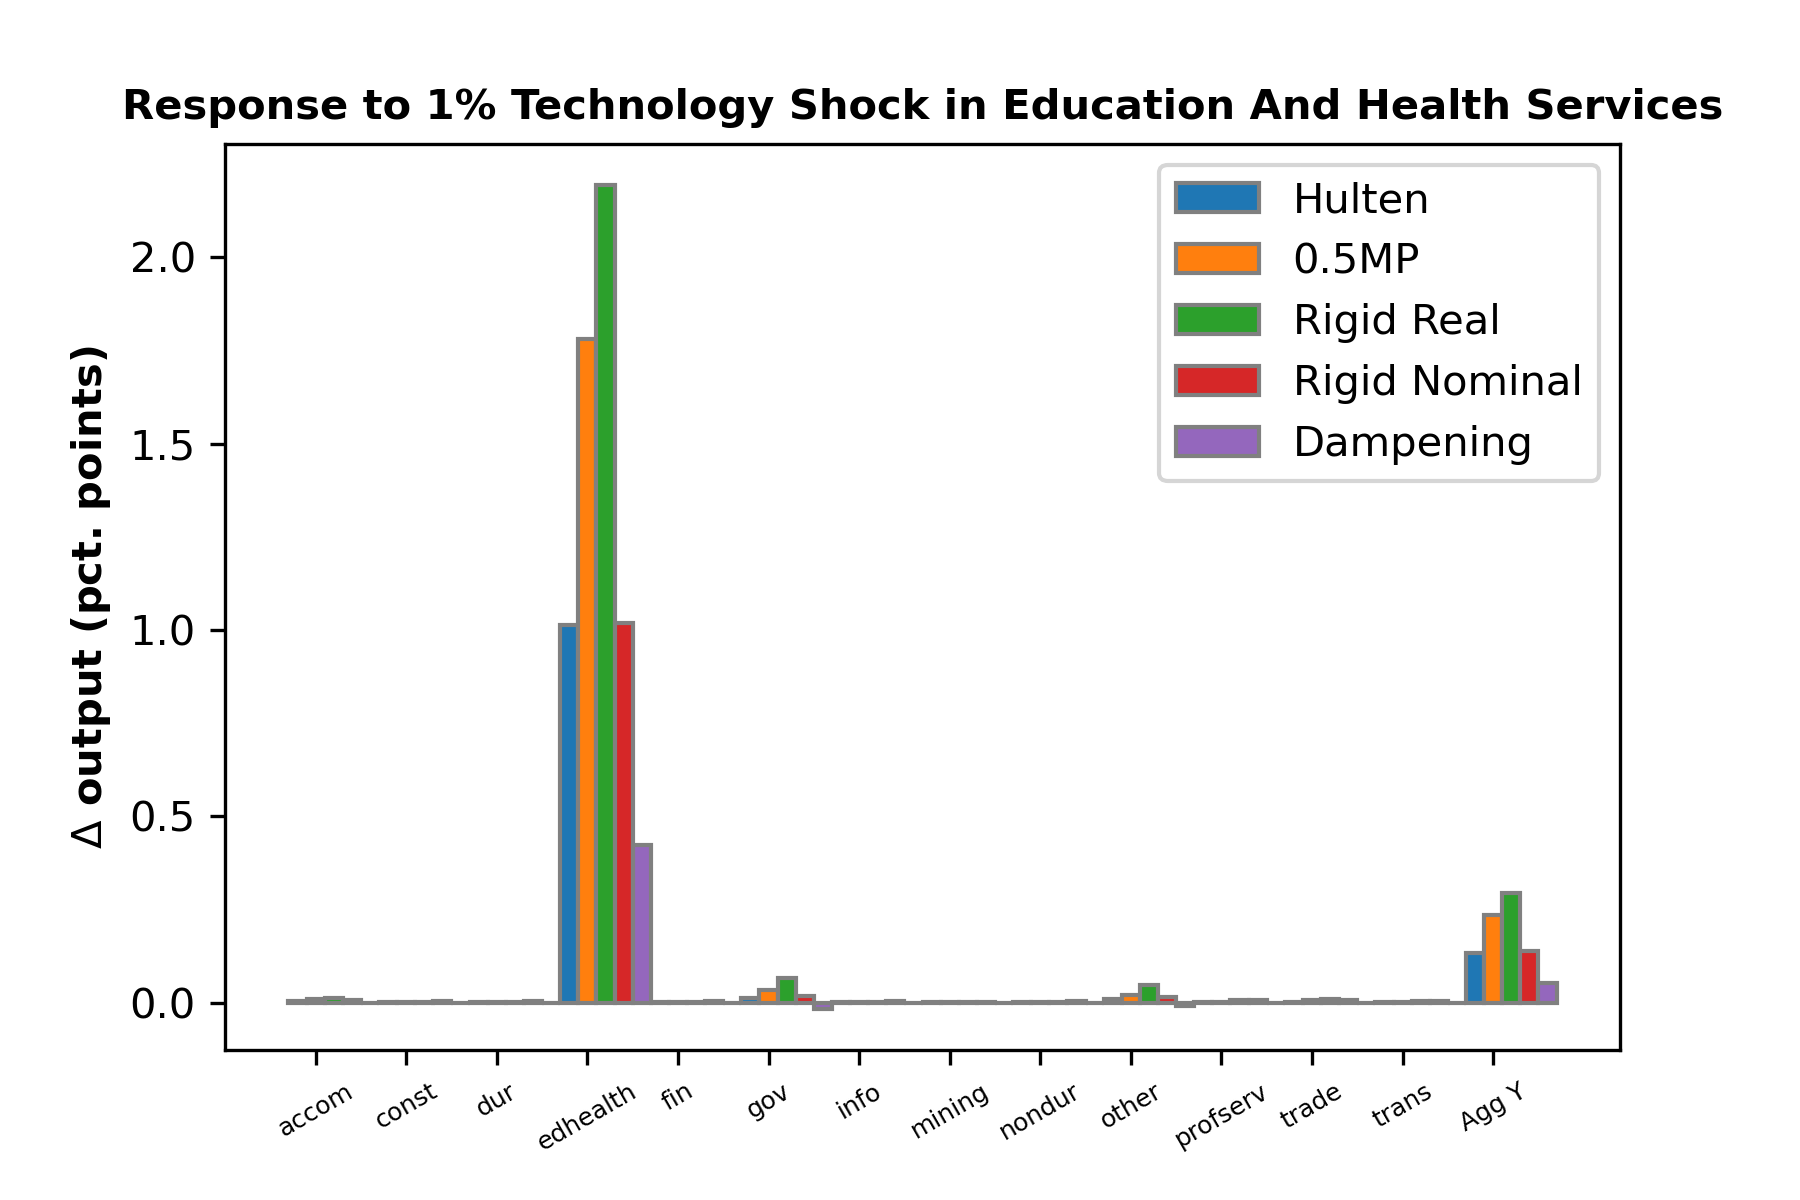 Response to 1% Technology Shock in Education And Health Services
Δ output (pct. points)
2.0
1.5
1.0
0.5
0.0
Hulten
0.5MP
Rigid Real
Rigid Nominal
Dampening
accom
const
dur
edhealth
fin
gov
info
mining
nondur
other
profserv
trade
trans
Agg Y